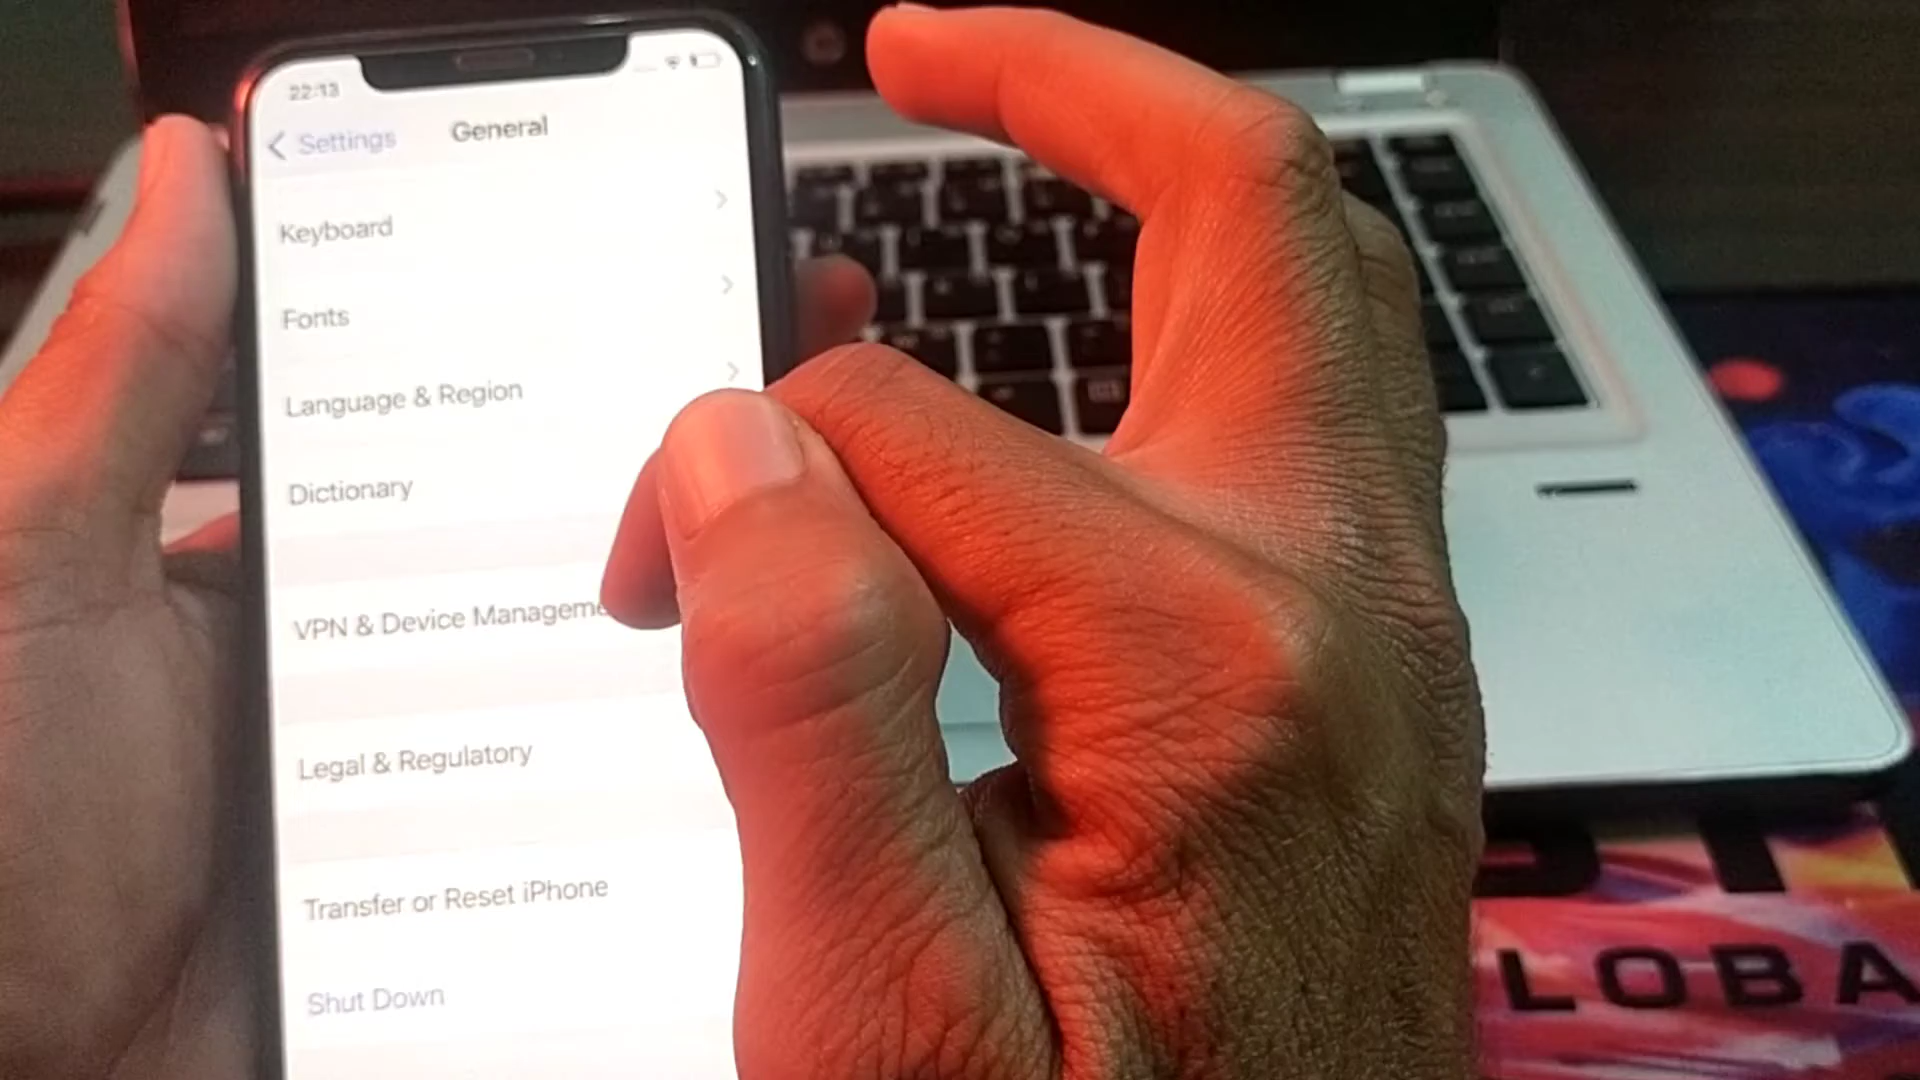 22:13
Settings
General
Keyboard
Fonts
Language & Region
Dictionary
VPN & Device Manageme
Legal & Regulatory
Transfer or Reset iPhone
Shut Down
LOBA